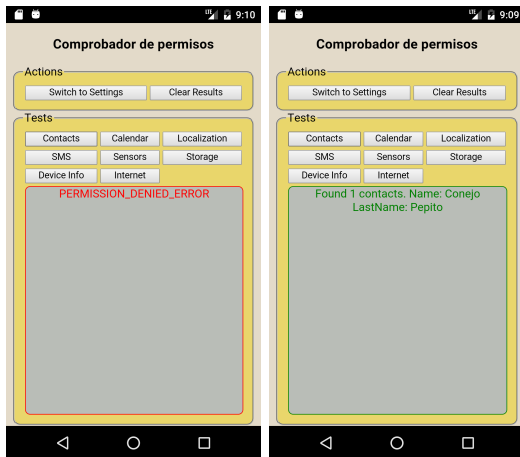 LTE 9:10
Comprobador de permisos
Actions
Switch to Settings Clear Results
Tests
Contacts Calendar Localization
SMS Sensors Storage
Device Info Internet
PERMISSION_DENIED_ERROR
LTE 9:09
Comprobador de permisos
Actions
Switch to Settings Clear Results
Tests
Contacts Calendar Localization
SMS Sensors Storage
Device Info Internet
Found 1 contacts. Name: Conejo
LastName: Pepito